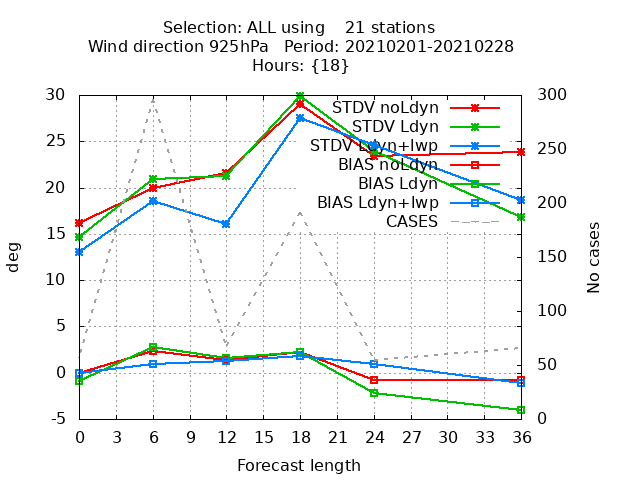 Selection: ALL using    21 stations
Wind direction 925hPa   Period: 20210201-20210228
Hours: {18}
30
25
20
15
10
5
0
-5
deg
300
250
200
150
100
50
0
No cases
STDV noLdyn
STDV Ldyn
STDV Ldyn+lwp
BIAS noLdyn
BIAS Ldyn
BIAS Ldyn+lwp
CASES
0 3 6 9 12 15 18 21 24 27 30 33 36
Forecast length